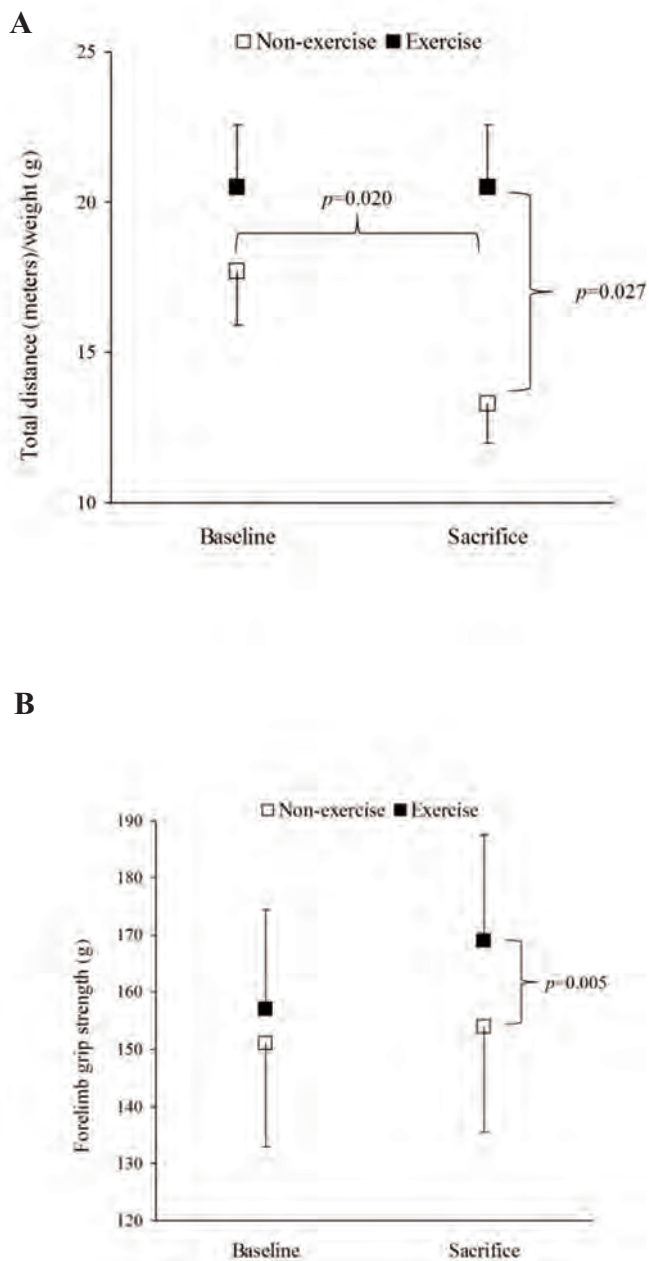 A
□ Non-exercise ■ Exercise
25
20
15
10
Total distance (meters)/weight (g)
p=0.020
p=0.027
Baseline Sacrifice
B
□ Non-exercise ■ Exercise
190
180
170
160
150
140
130
120
Forelimb grip strength (g)
p=0.005
Baseline Sacrifice